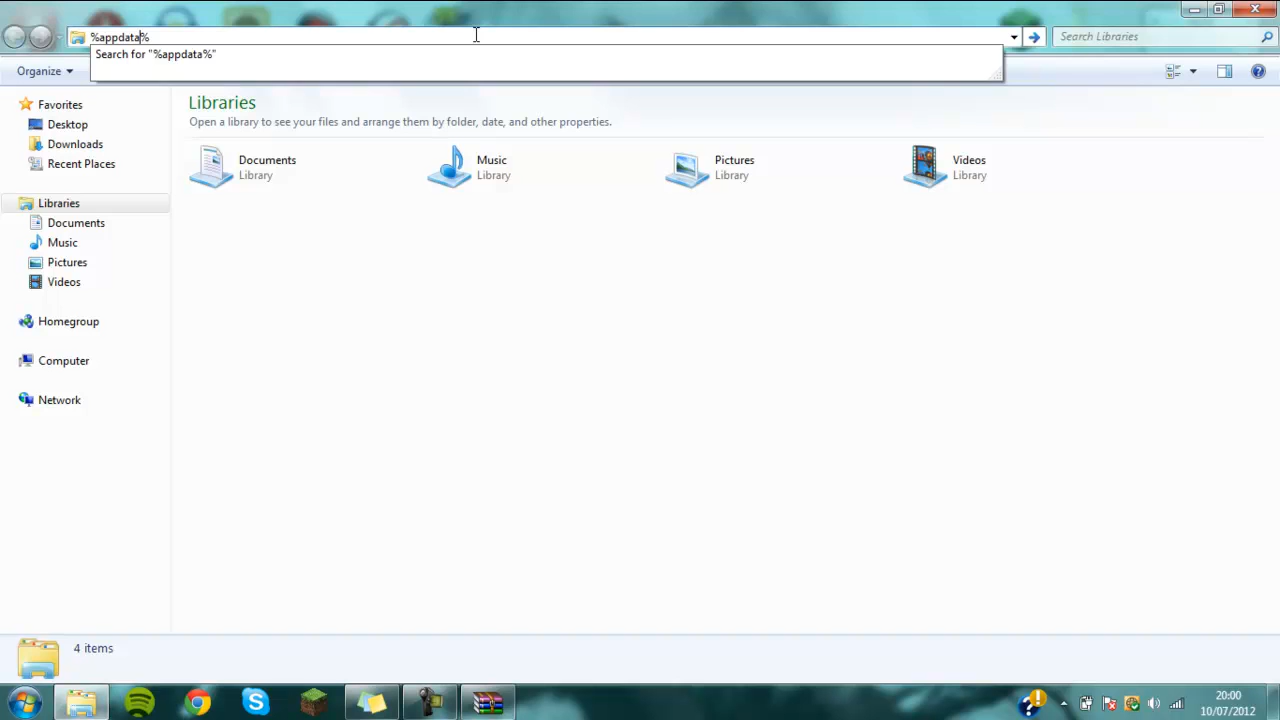 %appdata%
Search Libraries
Search for "%appdata%"
Organize
Favorites
Desktop
Downloads
Recent Places
Libraries
Documents
Music
Pictures
Videos
Homegroup
Computer
Network
Libraries
Open a library to see your files and arrange them by folder, date, and other properties.
Documents
Library
Music
Library
Pictures
Library
Videos
Library
4 items
20:00
10/07/2012